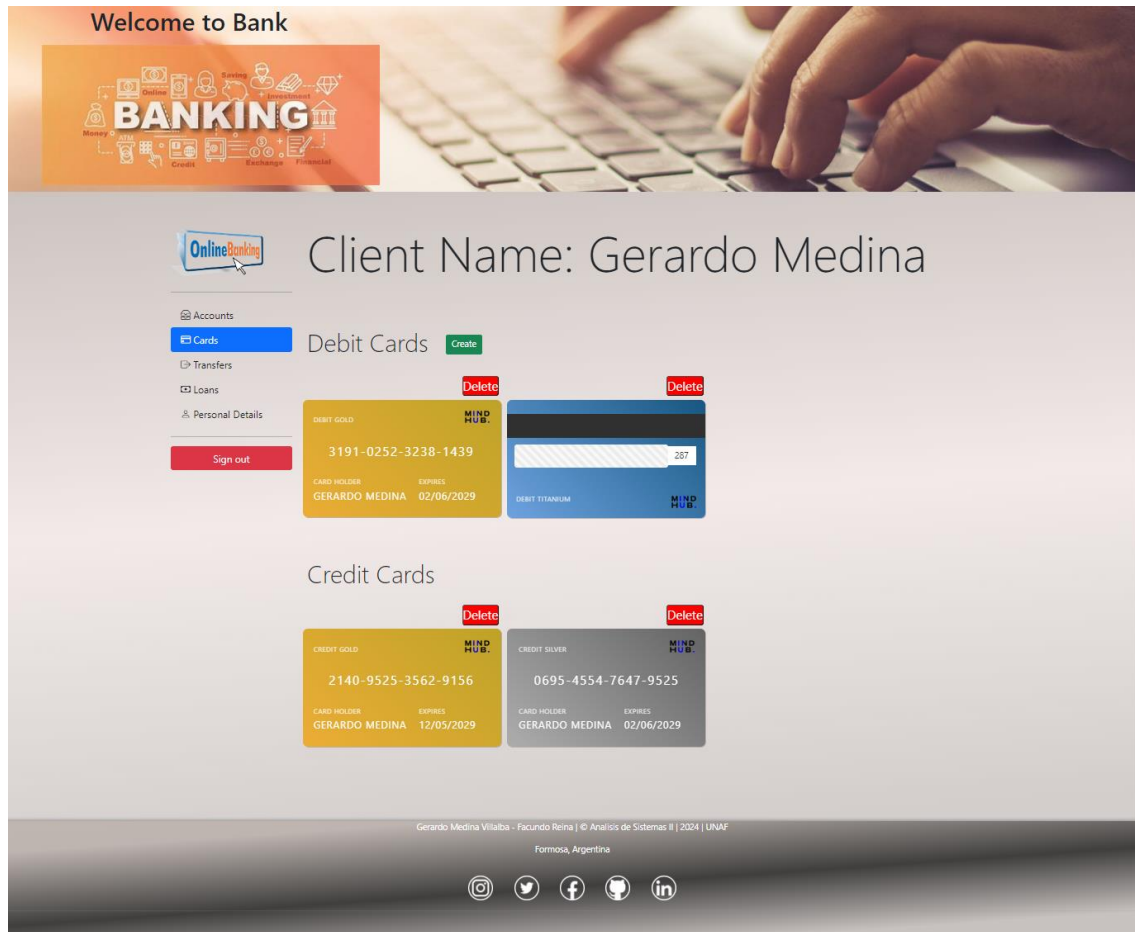 Welcome to Bank
Online
Saving
Investment
BANKING
Money
ATM
Credit
Exchange
Financial
OnlineBanking
Client Name: Gerardo Medina
Accounts
Cards
Transfers
Loans
Personal Details
Sign out
Debit Cards Create
Delete Delete
DEBIT GOLD MIND HUB.
3191-0252-3238-1439
CARD HOLDER EXPIRES
GERARDO MEDINA 02/06/2029
287
DEBIT TITANIUM MIND HUB.
Credit Cards
Delete Delete
CREDIT GOLD MIND HUB.
2140-9525-3562-9156
CARD HOLDER EXPIRES
GERARDO MEDINA 12/05/2029
CREDIT SILVER MIND HUB.
0695-4554-7647-9525
CARD HOLDER EXPIRES
GERARDO MEDINA 02/06/2029
Gerardo Medina Villalba - Facundo Reina | © Analisis de Sistemas II | 2024 | UNAF
Formosa, Argentina